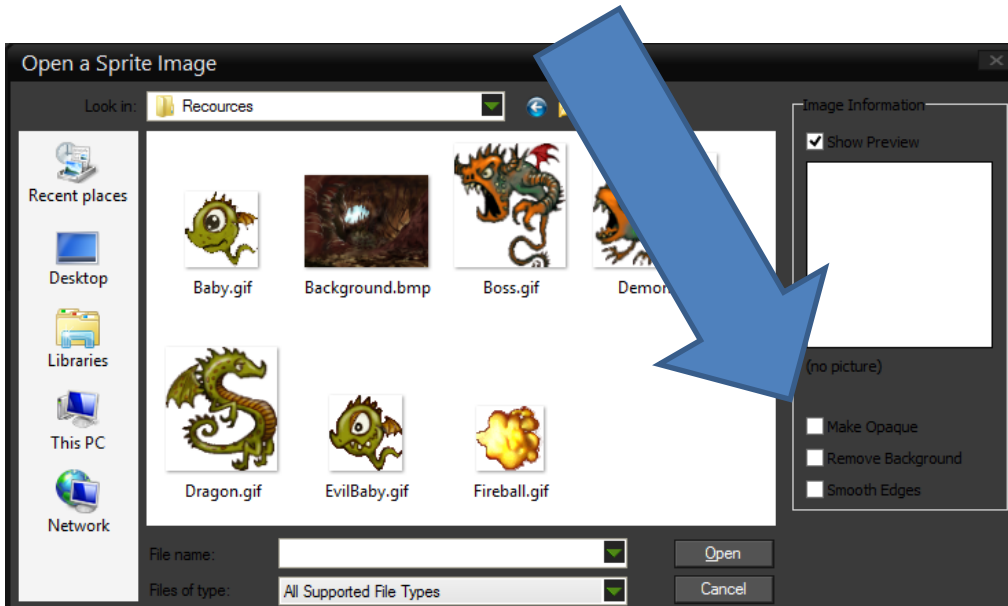 Open a Sprite Image
Look in:
Recources
Image Information
Show Preview
Recent places
Desktop
Libraries
This PC
Network
Baby.gif
Background.bmp
Boss.gif
Demon
Dragon.gif
EvilBaby.gif
Fireball.gif
(no picture)
Make Opaque
Remove Background
Smooth Edges
File name:
Open
Files of type:
All Supported File Types
Cancel